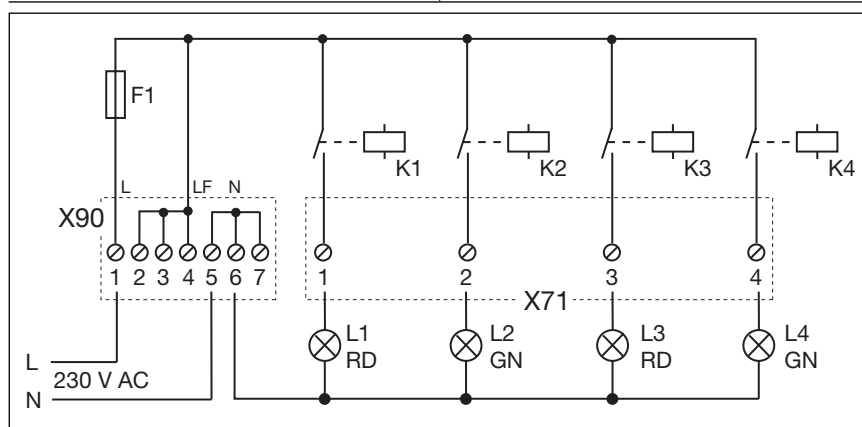 F1
K1 K2 K3 K4
L LF N
X90
1 2 3 4 5 6 7 1 2 3 4
X71
L1 L2 L3 L4
RD GN RD GN
L
230 V AC
N